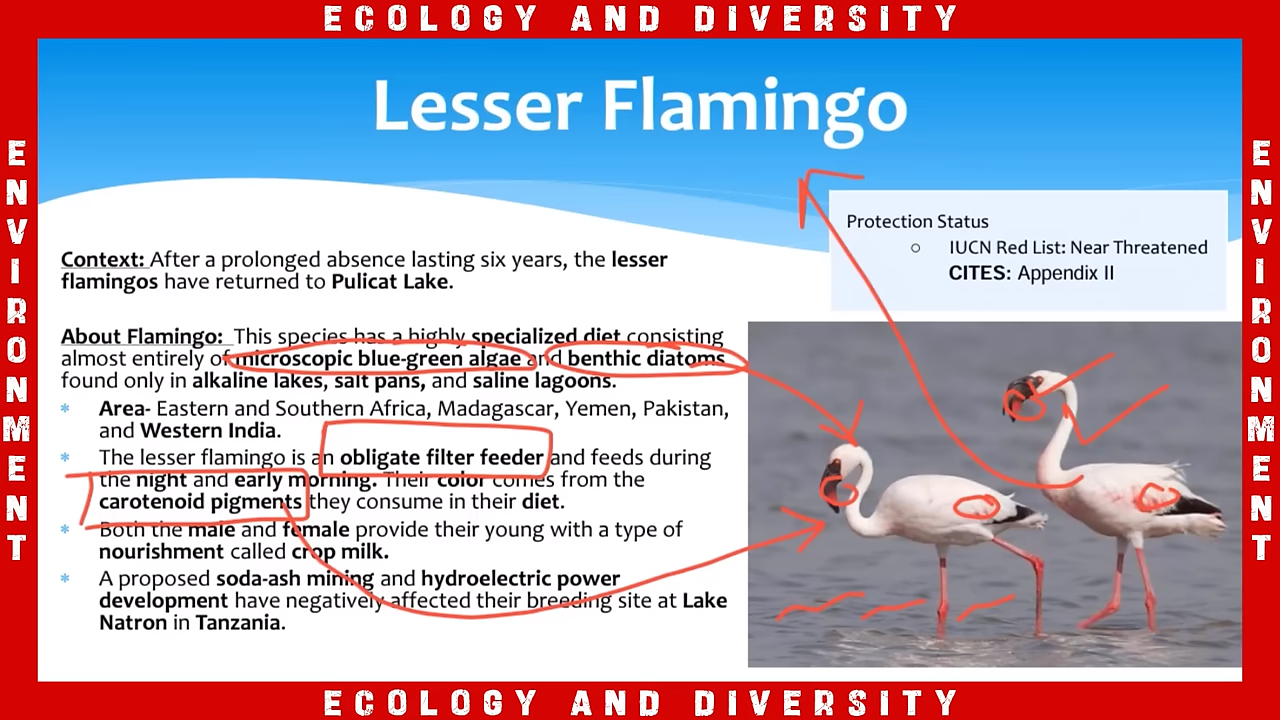 ECOLOGY AND DIVERSITY
ENVIRONMENT
ENVIRONMENT
Lesser Flamingo
Protection Status
○ IUCN Red List: Near Threatened
CITES: Appendix II
Context: After a prolonged absence lasting six years, the lesser
flamingos have returned to Pulicat Lake.
About Flamingo: This species has a highly specialized diet consisting
almost entirely of microscopic blue-green algae and benthic diatoms
found only in alkaline lakes, salt pans, and saline lagoons.
* Area- Eastern and Southern Africa, Madagascar, Yemen, Pakistan,
and Western India.
* The lesser flamingo is an obligate filter feeder and feeds during
the night and early morning. Their color comes from the
carotenoid pigments they consume in their diet.
* Both the male and female provide their young with a type of
nourishment called crop milk.
* A proposed soda-ash mining and hydroelectric power
development have negatively affected their breeding site at Lake
Natron in Tanzania.
ECOLOGY AND DIVERSITY